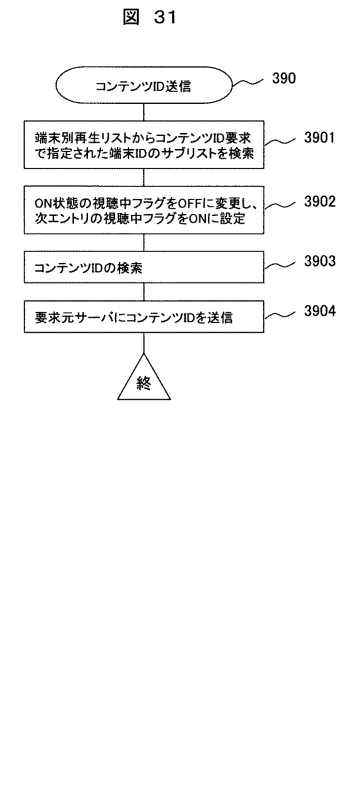 図 31
コンテンツID送信
390
端末別再生リストからコンテンツID要求
で指定された端末IDのサブリストを検索
3901
ON状態の視聴中フラグをOFFに変更し、
次エントリの視聴中フラグをONに設定
3902
コンテンツIDの検索
3903
要求元サーバにコンテンツIDを送信
3904
終